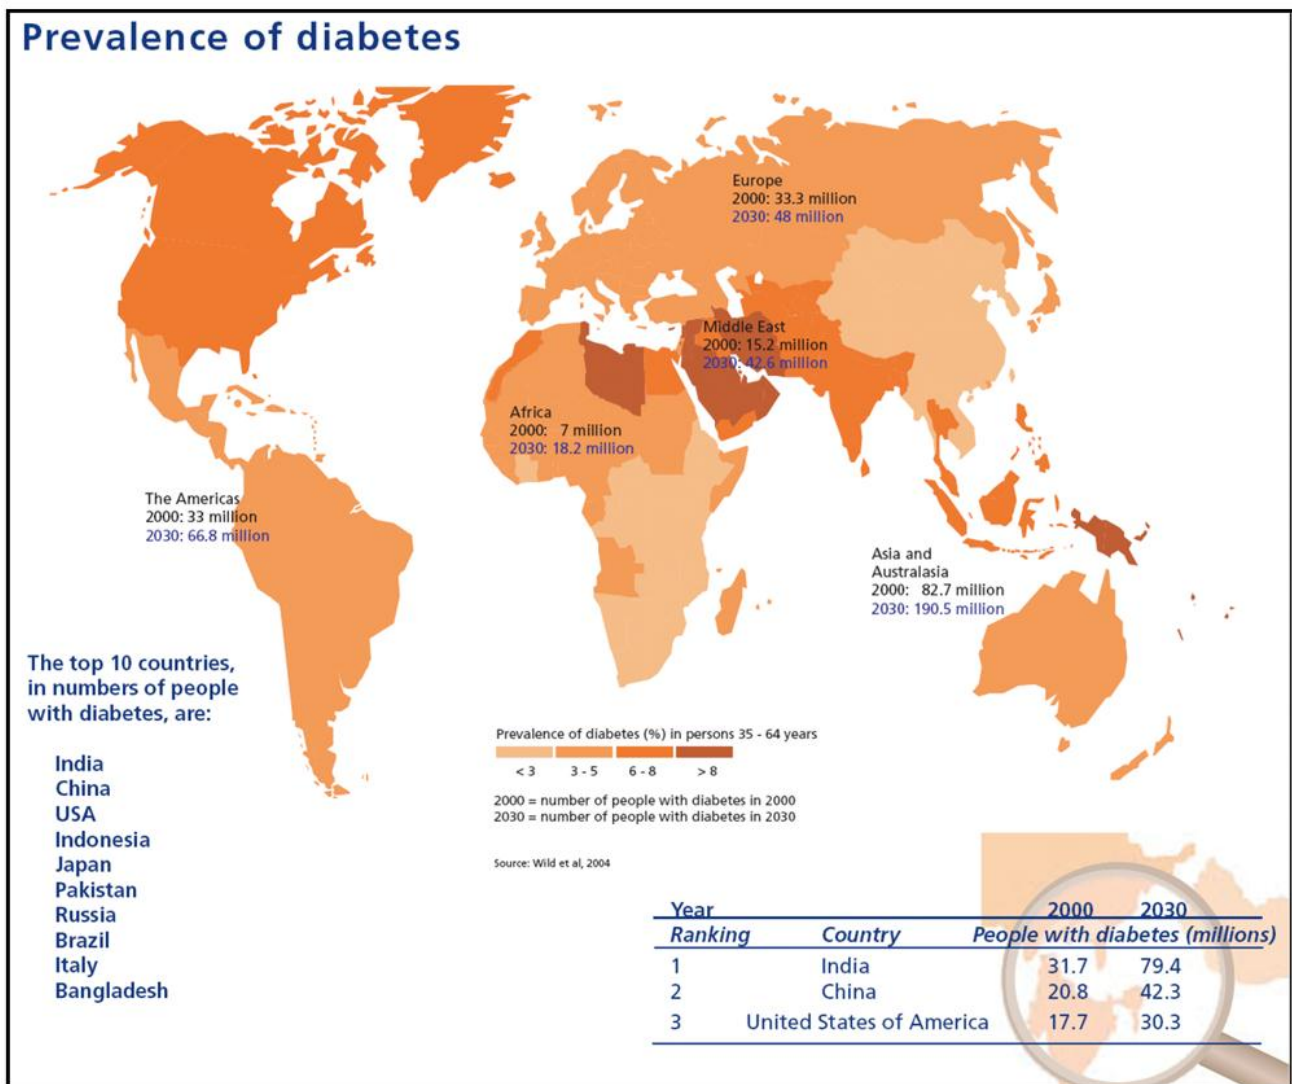 Prevalence of diabetes
Europe
2000: 33.3 million
2030: 48 million
Middle East
2000: 15.2 million
2030: 42.6 million
Africa
2000: 7 million
2030: 18.2 million
The Americas
2000: 33 million
2030: 66.8 million
Asia and
Australasia
2000: 82.7 million
2030: 190.5 million
The top 10 countries,
in numbers of people
with diabetes, are:
India
China
USA
Indonesia
Japan
Pakistan
Russia
Brazil
Italy
Bangladesh
Prevalence of diabetes (%) in persons 35 - 64 years
< 3 3 - 5 6 - 8 > 8
2000 = number of people with diabetes in 2000
2030 = number of people with diabetes in 2030
Source: Wild et al, 2004
Year 2000 2030
Ranking Country People with diabetes (millions)
1 India 31.7 79.4
2 China 20.8 42.3
3 United States of America 17.7 30.3